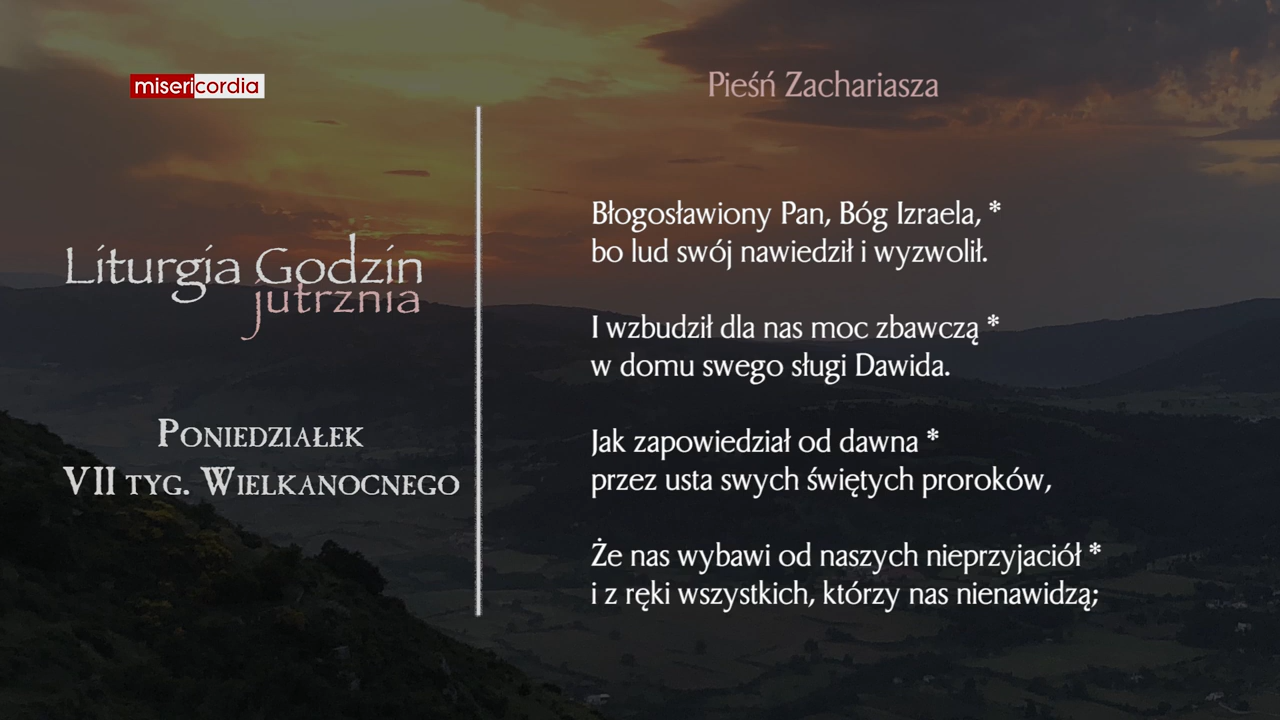 misericordia
Liturgia Godzin
jutrznia
Poniedziałek
VII tyg. Wielkanocnego
Pieśń Zachariasza
Błogosławiony Pan, Bóg Izraela, *
bo lud swój nawiedził i wyzwolił.
I wzbudził dla nas moc zbawczą *
w domu swego sługi Dawida.
Jak zapowiedział od dawna *
przez usta swych świętych proroków,
Że nas wybawi od naszych nieprzyjaciół *
i z ręki wszystkich, którzy nas nienawidzą;